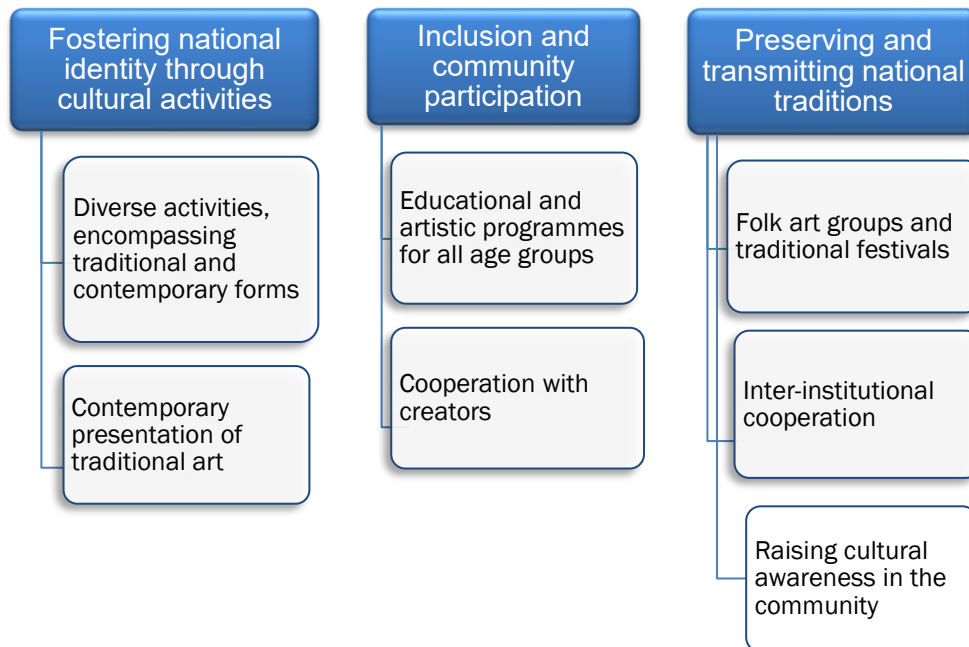 Fostering national
identity through
cultural activities
Diverse activities,
encompassing
traditional and
contemporary forms
Contemporary
presentation of
traditional art
Inclusion and
community
participation
Educational and
artistic programmes
for all age groups
Cooperation with
creators
Preserving and
transmitting national
traditions
Folk art groups and
traditional festivals
Inter-institutional
cooperation
Raising cultural
awareness in the
community